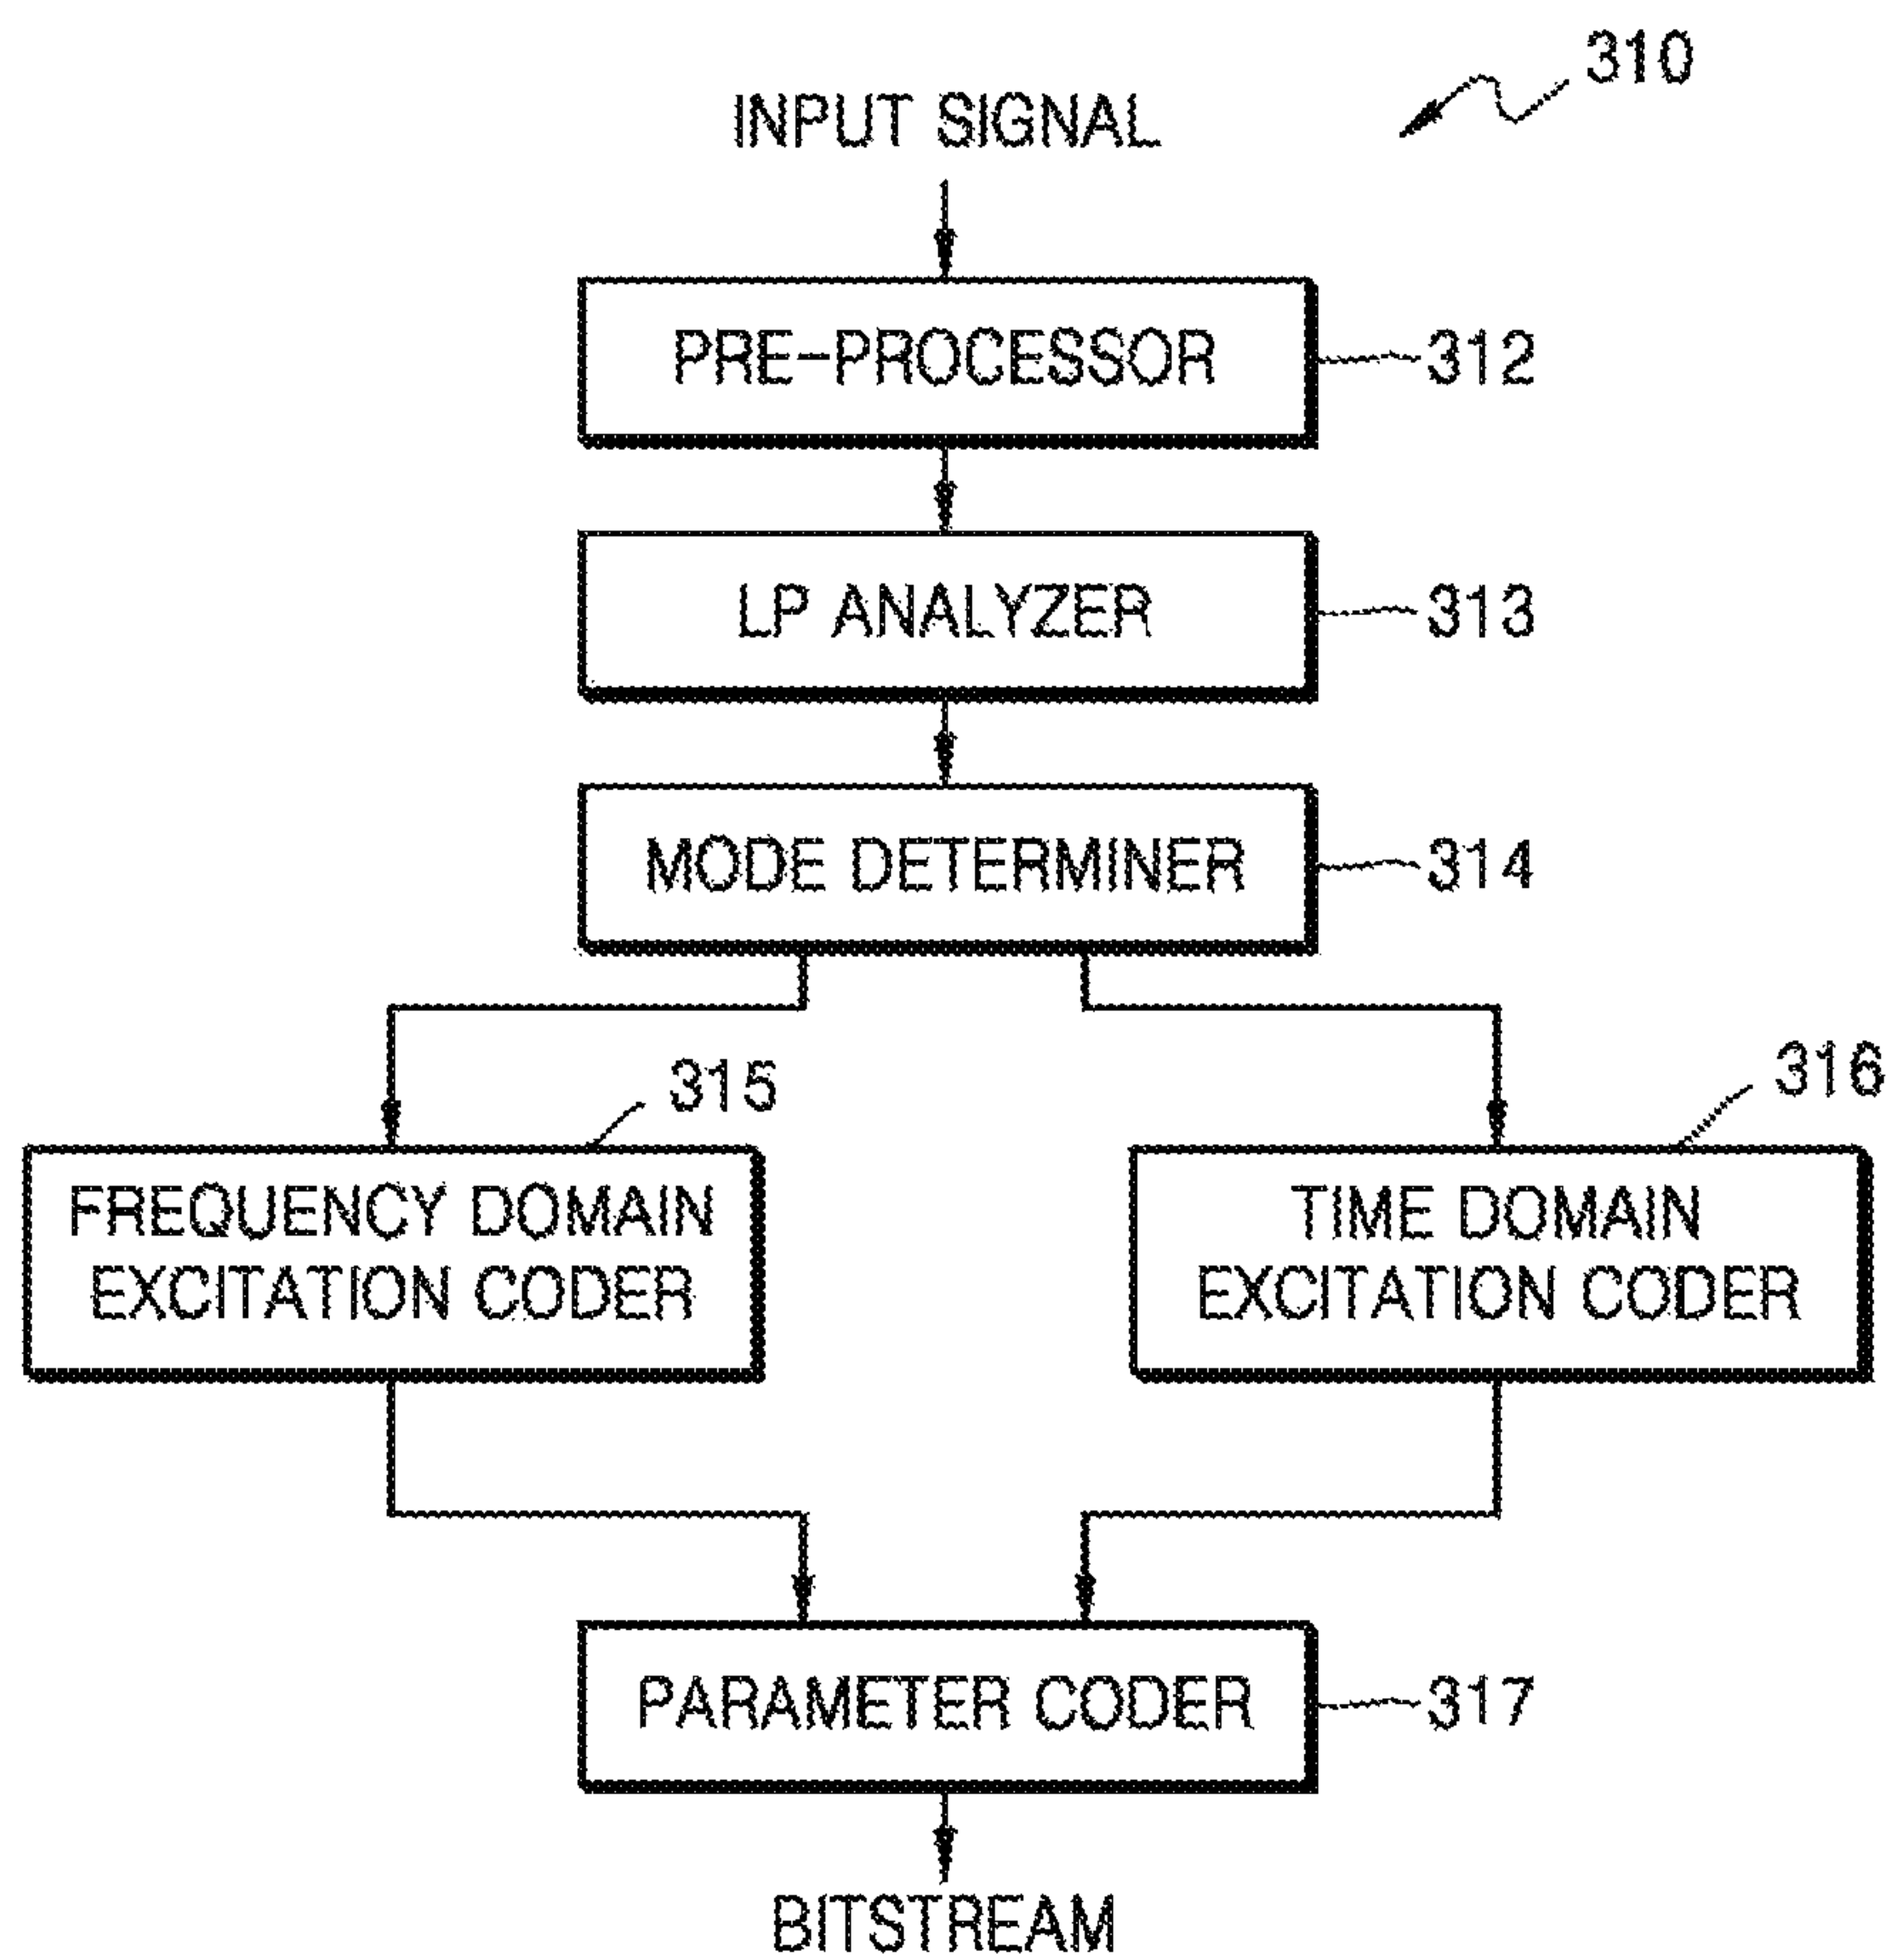 310
INPUT SIGNAL
PRE-PROCESSOR
312
LP ANALYZER
313
MODE DETERMINER
314
315
316
FREQUENCY DOMAIN
EXCITATION CODER
TIME DOMAIN
EXCITATION CODER
PARAMETER CODER
317
BITSTREAM